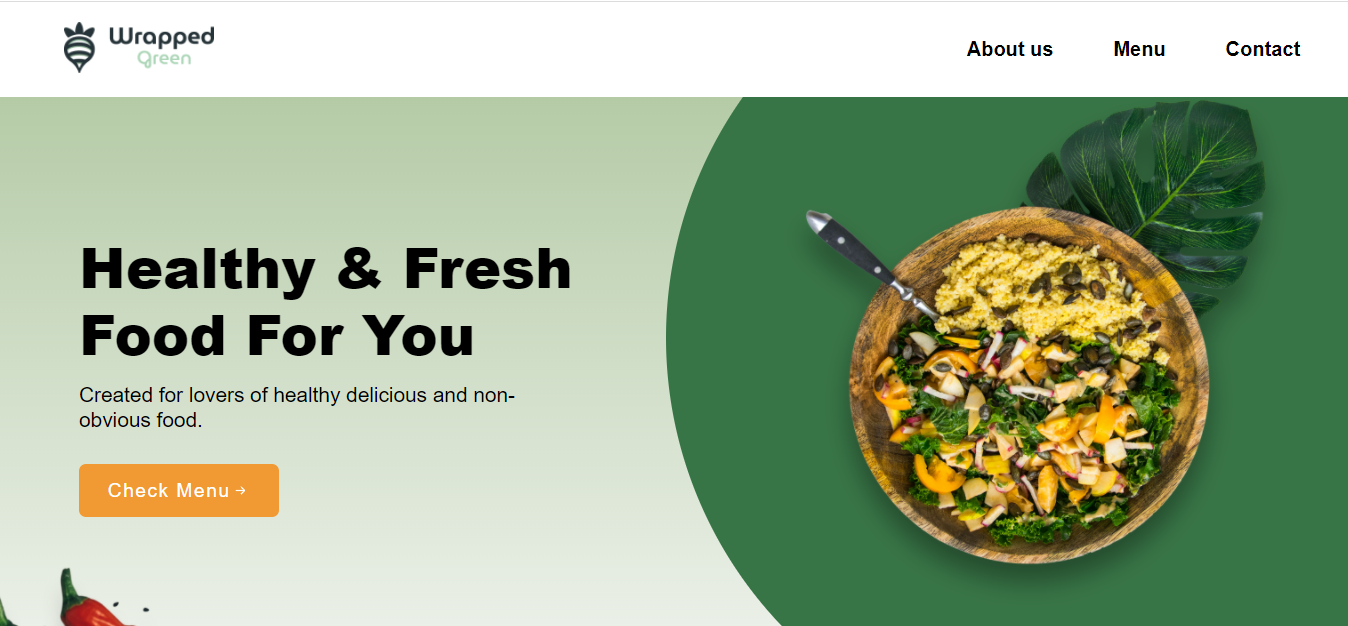 Wrapped
Green
About us
Menu
Contact
Healthy & Fresh
Food For You
Created for lovers of healthy delicious and non-
obvious food.
Check Menu →